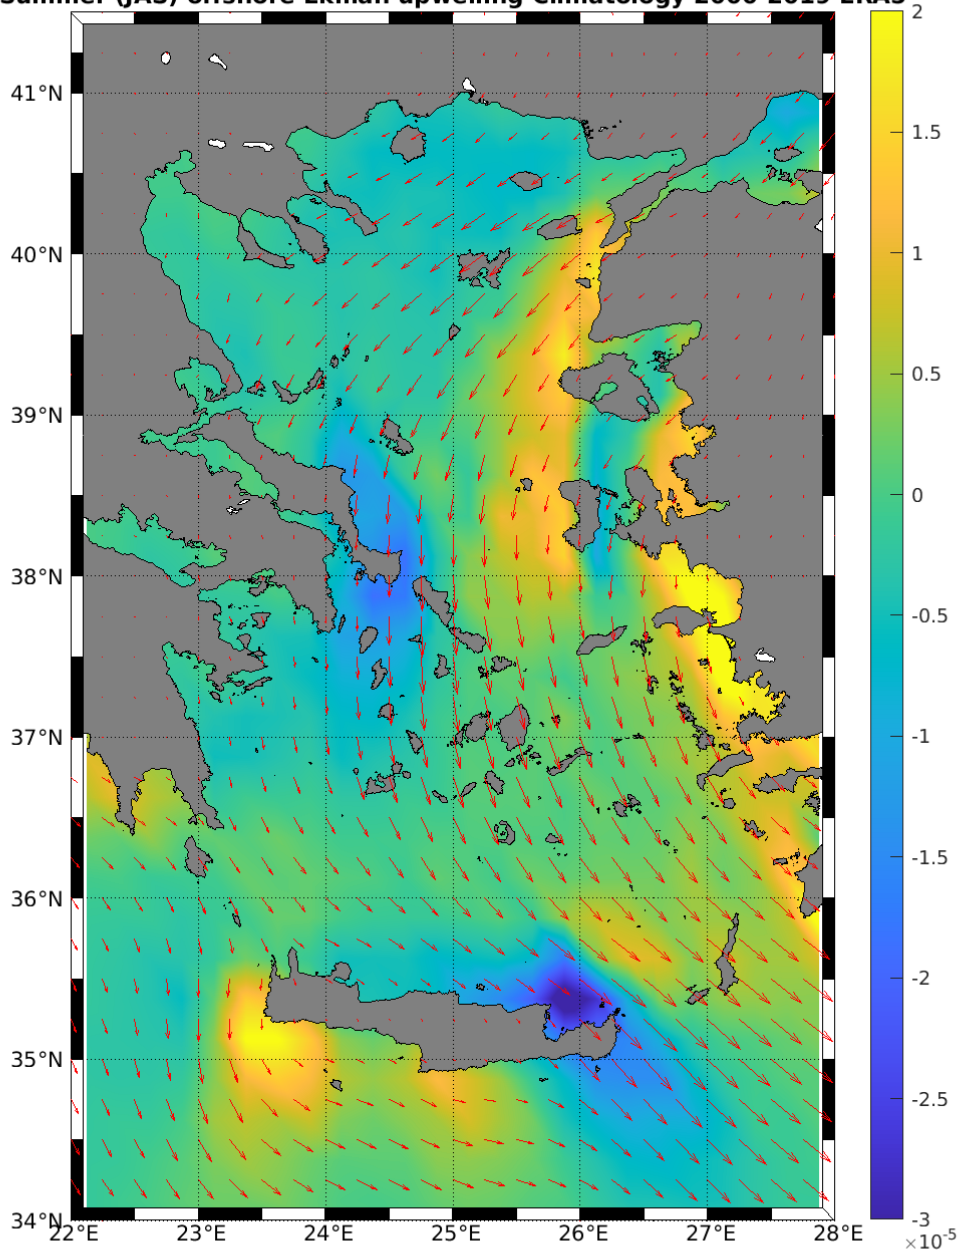 Summer (JAS) offshore Ekman upwelling Climatology 2000-2019 ERA5
41°N
40°N
39°N
38°N
37°N
36°N
35°N
34°N
22°E 23°E 24°E 25°E 26°E 27°E 28°E
2
1.5
1
0.5
0
-0.5
-1
-1.5
-2
-2.5
-3
×10⁻⁵